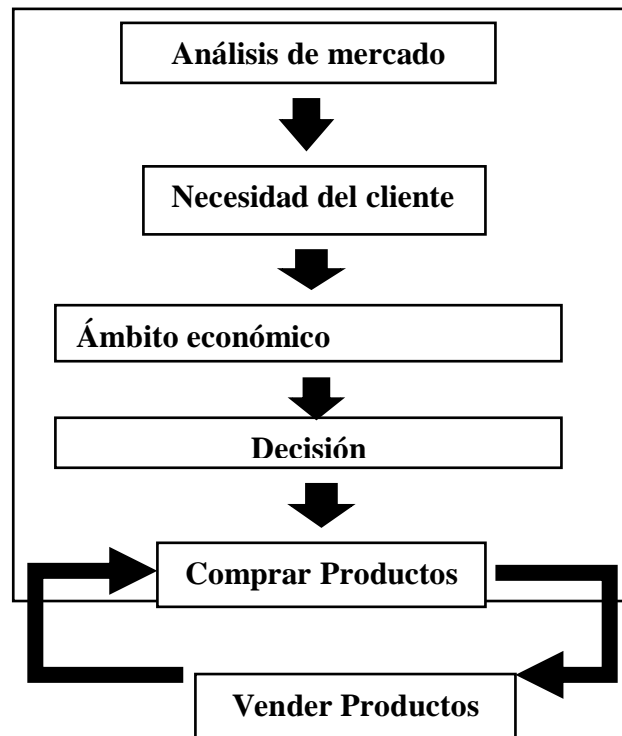 Análisis de mercado
Necesidad del cliente
Ámbito económico
Decisión
Comprar Productos
Vender Productos